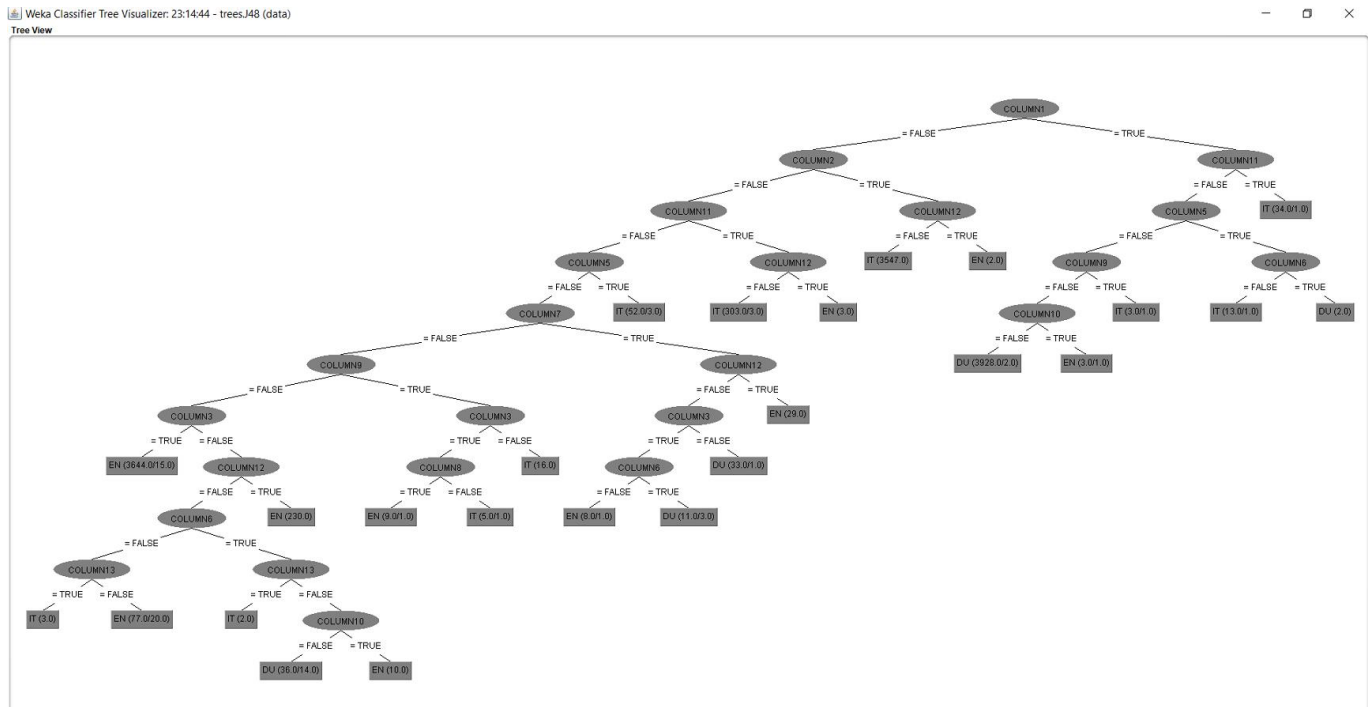 Weka Classifier Tree Visualizer: 23:14:44 - trees.J48 (data)
Tree View
COLUMN1
= FALSE = TRUE
COLUMN2 COLUMN11
= FALSE = TRUE = FALSE = TRUE
COLUMN11 COLUMN12 COLUMN5 IT (34.0/1.0)
= FALSE = TRUE = FALSE = TRUE = FALSE = TRUE
COLUMN5 COLUMN12 IT (3547.0) EN (2.0) COLUMN9 COLUMN6
= FALSE = TRUE = FALSE = TRUE = FALSE = TRUE = FALSE = TRUE
COLUMN7 IT (52.0/3.0) IT (303.0/3.0) EN (3.0) COLUMN10 IT (3.0/1.0) IT (13.0/1.0) DU (2.0)
= FALSE = TRUE = FALSE = TRUE
COLUMN9 COLUMN12 DU (3928.0/2.0) EN (3.0/1.0)
= FALSE = TRUE = FALSE = TRUE
COLUMN3 COLUMN3 COLUMN3 EN (29.0)
= TRUE = FALSE = TRUE = FALSE = TRUE = FALSE
EN (3644.0/15.0) COLUMN12 COLUMN8 IT (16.0) COLUMN6 DU (33.0/1.0)
= FALSE = TRUE = TRUE = FALSE = FALSE = TRUE
COLUMN6 EN (230.0) EN (9.0/1.0) IT (5.0/1.0) EN (8.0/1.0) DU (11.0/3.0)
= FALSE = TRUE
COLUMN13 COLUMN13
= TRUE = FALSE = TRUE = FALSE
IT (3.0) EN (77.0/20.0) IT (2.0) COLUMN10
= FALSE = TRUE
DU (36.0/14.0) EN (10.0)